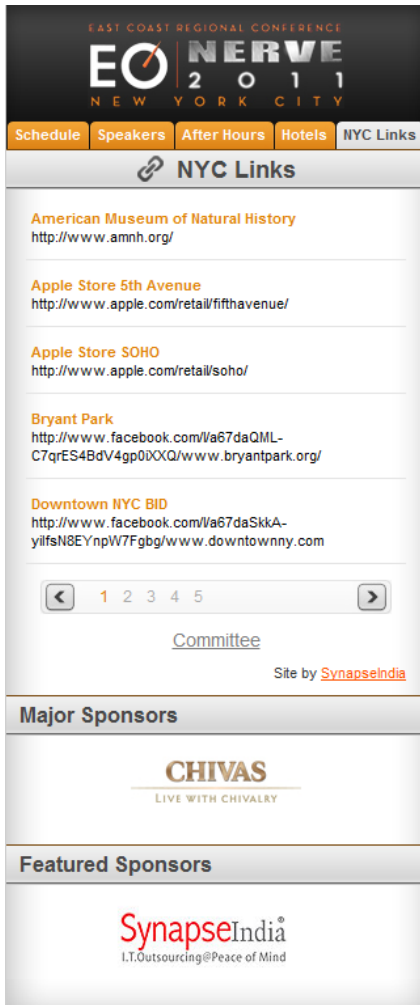 EAST COAST REGIONAL CONFERENCE
EO NERVE
2011
NEW YORK CITY
Schedule Speakers After Hours Hotels NYC Links
NYC Links
American Museum of Natural History
http://www.amnh.org/
Apple Store 5th Avenue
http://www.apple.com/retail/fifthavenue/
Apple Store SOHO
http://www.apple.com/retail/soho/
Bryant Park
http://www.facebook.com/l/a67daQML-
C7qrES4BdV4gp0iXXQ/www.bryantpark.org/
Downtown NYC BID
http://www.facebook.com/l/a67daSkkA-
yilfsN8EYnpW7Fgbg/www.downtownny.com
< 1 2 3 4 5 >
Committee
Site by SynapseIndia
Major Sponsors
CHIVAS
LIVE WITH CHIVALRY
Featured Sponsors
SynapseIndia®
I.T.Outsourcing@Peace of Mind